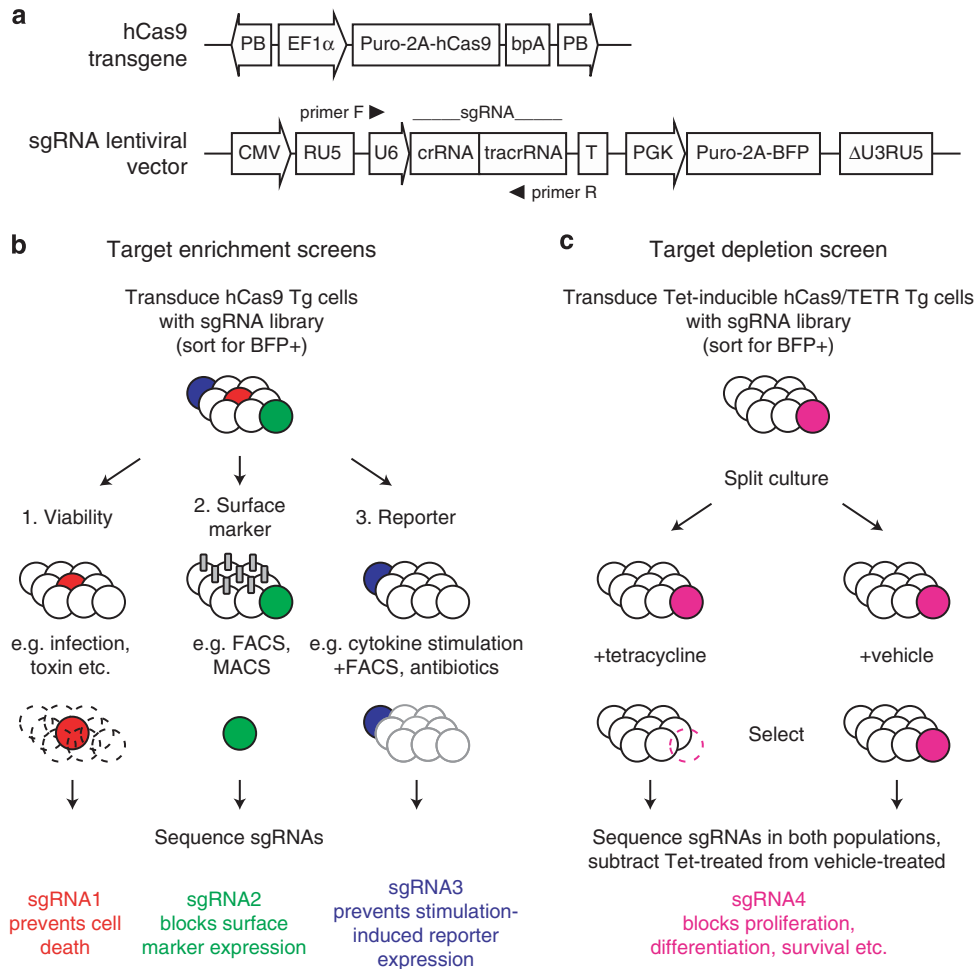 a
hCas9
transgene
PB
EF1α
Puro-2A-hCas9
bpA
PB
primer F
_____sgRNA_____
sgRNA lentiviral
vector
CMV
RU5
U6
crRNA
tracrRNA
T
PGK
Puro-2A-BFP
ΔU3RU5
primer R
b
Target enrichment screens
Transduce hCas9 Tg cells
with sgRNA library
(sort for BFP+)
1. Viability
2. Surface
marker
3. Reporter
e.g. infection,
toxin etc.
e.g. FACS,
MACS
e.g. cytokine stimulation
+FACS, antibiotics
Sequence sgRNAs
sgRNA1
prevents cell
death
sgRNA2
blocks surface
marker expression
sgRNA3
prevents stimulation-
induced reporter
expression
c
Target depletion screen
Transduce Tet-inducible hCas9/TETR Tg cells
with sgRNA library
(sort for BFP+)
Split culture
+tetracycline
+vehicle
Select
Sequence sgRNAs in both populations,
subtract Tet-treated from vehicle-treated
sgRNA4
blocks proliferation,
differentiation, survival etc.